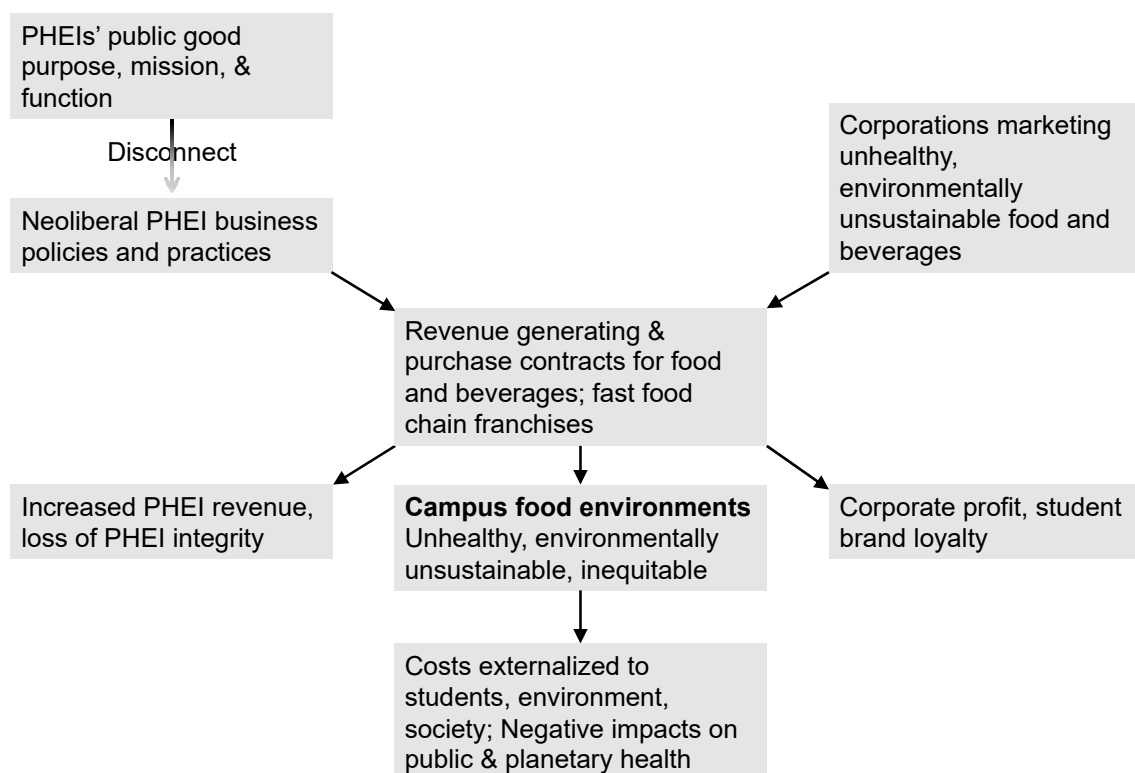 PHEIs’ public good
purpose, mission, &
function
Disconnect
Neoliberal PHEI business
policies and practices
Corporations marketing
unhealthy,
environmentally
unsustainable food and
beverages
Revenue generating &
purchase contracts for food
and beverages; fast food
chain franchises
Increased PHEI revenue,
loss of PHEI integrity
Campus food environments
Unhealthy, environmentally
unsustainable, inequitable
Corporate profit, student
brand loyalty
Costs externalized to
students, environment,
society; Negative impacts on
public & planetary health